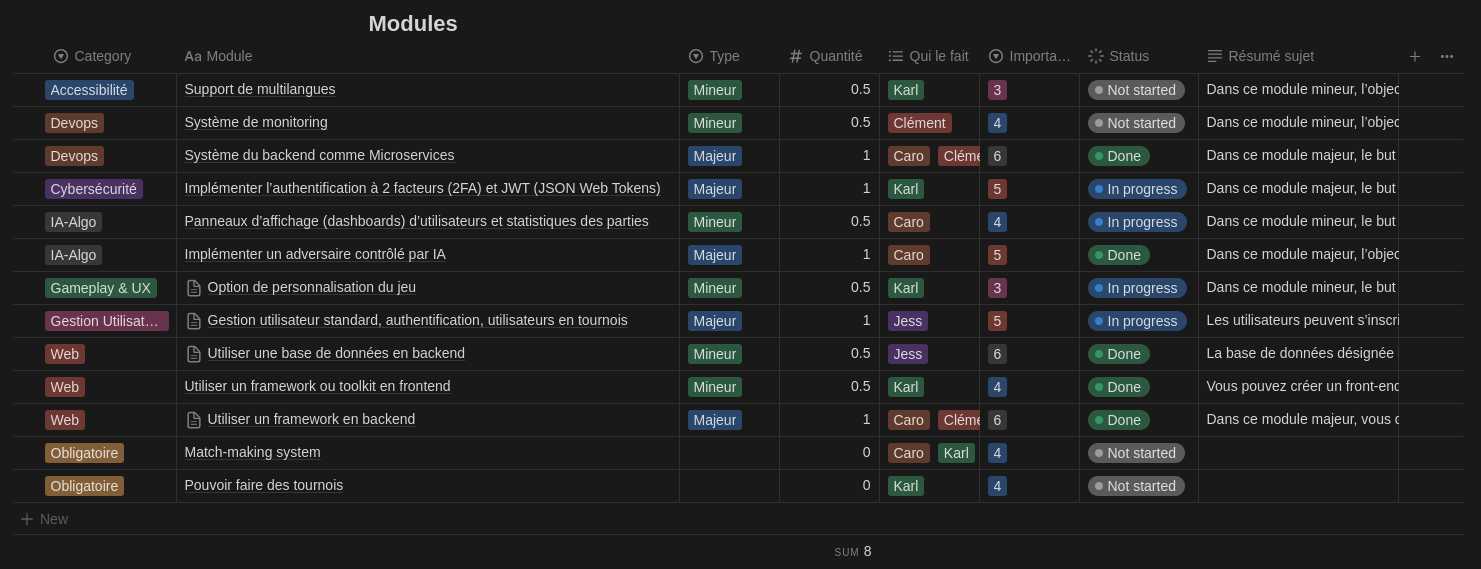 Modules
Category Module Type Quantité Qui le fait Importa… Status Résumé sujet
Accessibilité Support de multilangues Mineur 0.5 Karl 3 Not started Dans ce module mineur, l’objec
Devops Système de monitoring Mineur 0.5 Clément 4 Not started Dans ce module mineur, l’objec
Devops Système du backend comme Microservices Majeur 1 Caro Cléme 6 Done Dans ce module majeur, le but
Cybersécurité Implémenter l’authentification à 2 facteurs (2FA) et JWT (JSON Web Tokens) Majeur 1 Karl 5 In progress Dans ce module majeur, le but
IA-Algo Panneaux d’affichage (dashboards) d’utilisateurs et statistiques des parties Mineur 0.5 Caro 4 In progress Dans ce module mineur, le but
IA-Algo Implémenter un adversaire contrôlé par IA Majeur 1 Caro 5 Done Dans ce module majeur, l’objec
Gameplay & UX Option de personnalisation du jeu Mineur 0.5 Karl 3 In progress Dans ce module mineur, le but
Gestion Utilisat… Gestion utilisateur standard, authentification, utilisateurs en tournois Majeur 1 Jess 5 In progress Les utilisateurs peuvent s’inscri
Web Utiliser une base de données en backend Mineur 0.5 Jess 6 Done La base de données désignée
Web Utiliser un framework ou toolkit en frontend Mineur 0.5 Karl 4 Done Vous pouvez créer un front-end
Web Utiliser un framework en backend Majeur 1 Caro Cléme 6 Done Dans ce module majeur, vous d
Obligatoire Match-making system 0 Caro Karl 4 Not started
Obligatoire Pouvoir faire des tournois 0 Karl 4 Not started
New
SUM 8